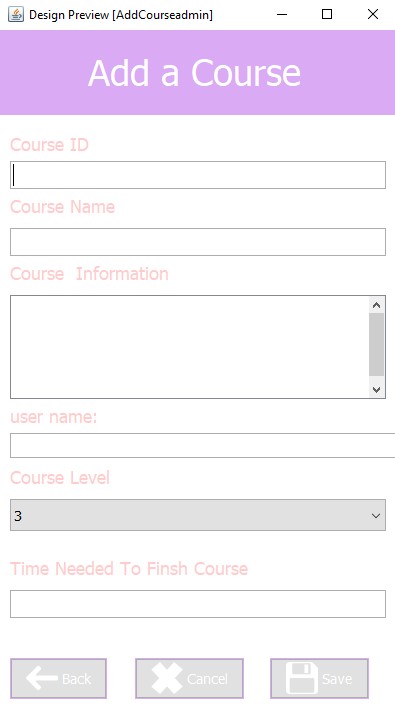 Design Preview [AddCourseadmin]
Add a Course
Course ID
Course Name
Course  Information
user name:
Course Level
3
Time Needed To Finsh Course
Back
Cancel
Save